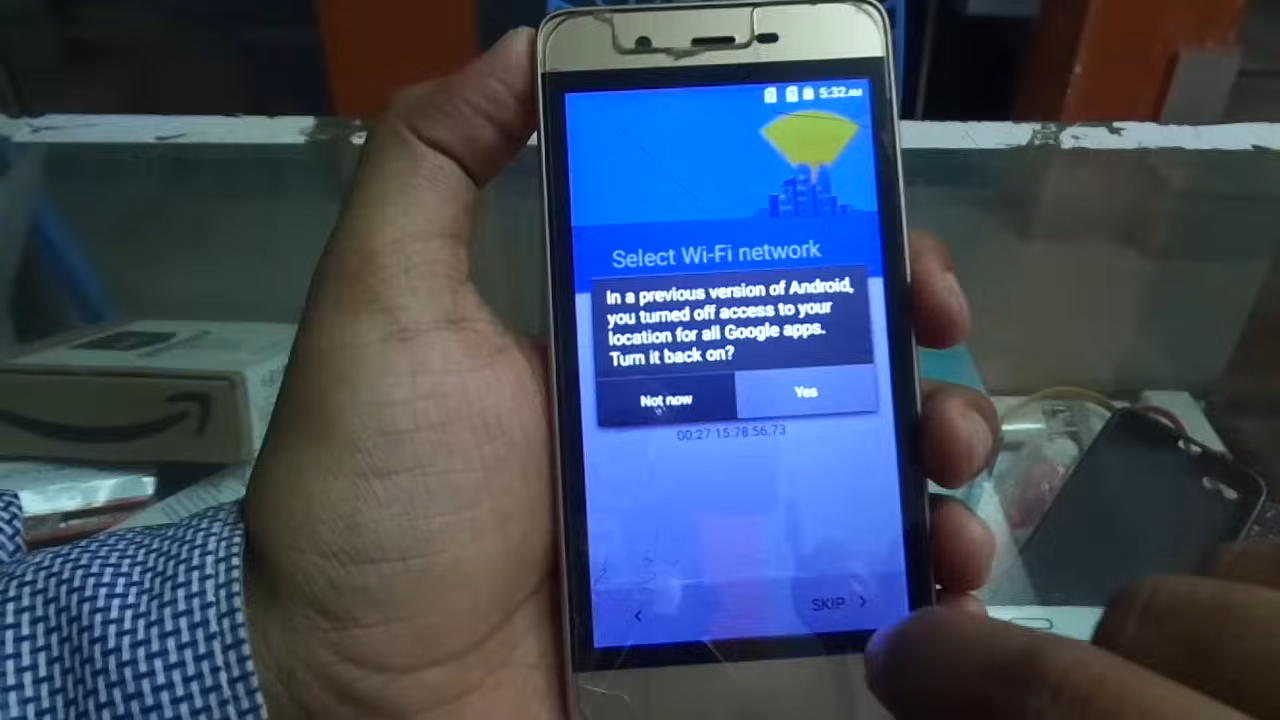 5:32 AM
Select Wi-Fi network
In a previous version of Android,
you turned off access to your
location for all Google apps.
Turn it back on?
Not now Yes
00:27 15:78:56:73
SKIP >